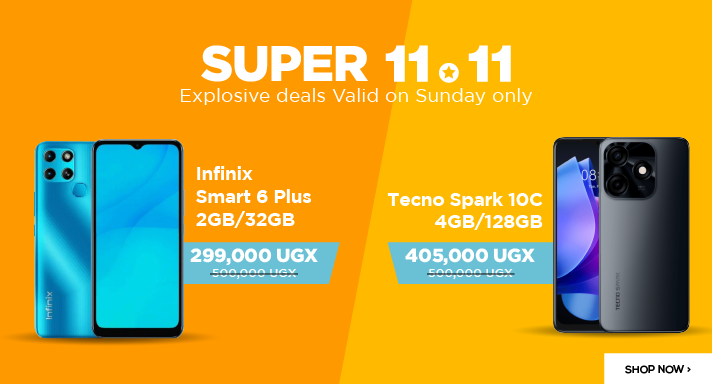 SUPER 11 11
Explosive deals Valid on Sunday only
Infinix
Smart 6 Plus
2GB/32GB
299,000 UGX
500,000 UGX
Tecno Spark 10C
4GB/128GB
405,000 UGX
500,000 UGX
Infinix
SHOP NOW ›